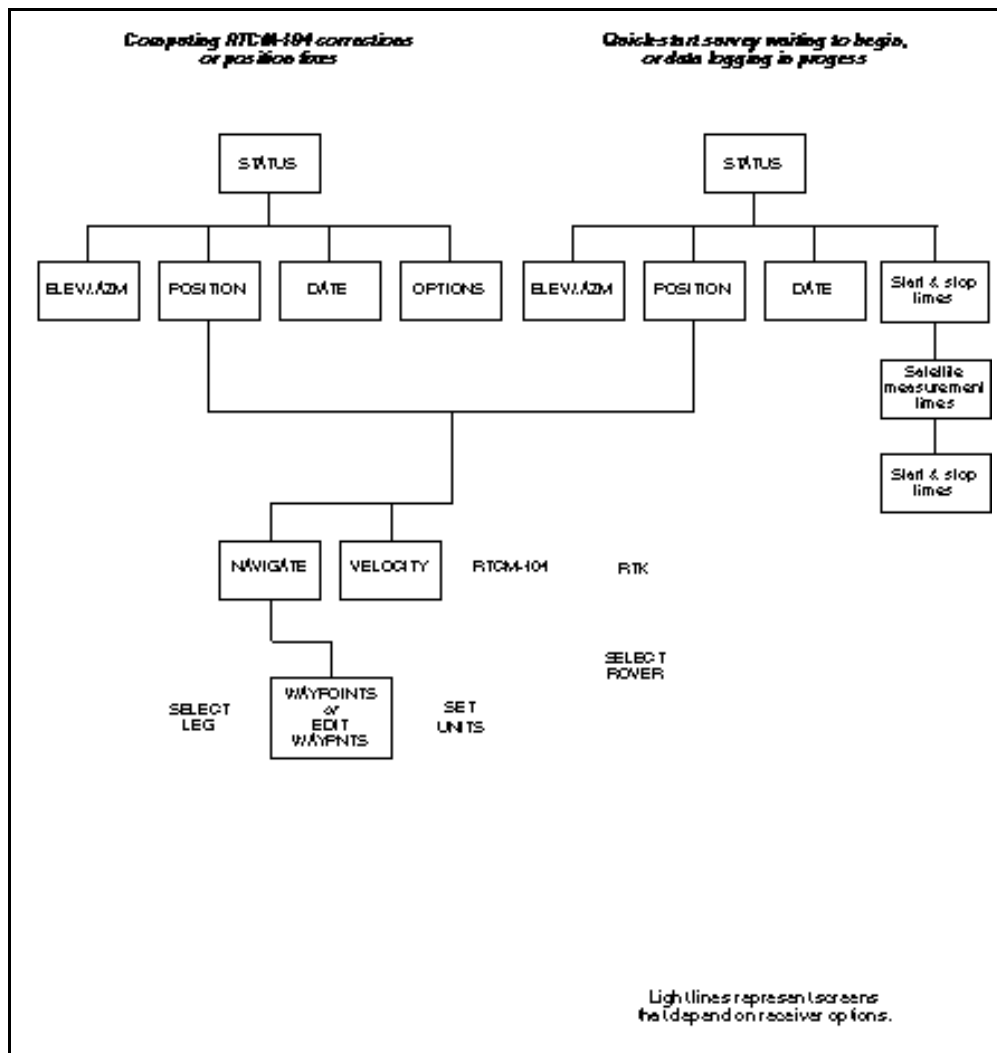 Computing RTCM-104 corrections
or position fixes
Quickstart survey waiting to begin,
or data logging in progess
STATUS
STATUS
ELEV/AZM
POSITION
DATE
OPTIONS
ELEV/AZM
POSITION
DATE
Start & stop
times
Satellite
measurement
times
Start & stop
times
NAVIGATE
VELOCITY
RTCM-104
RTK
SELECT
ROVER
SELECT
LEG
WAYPOINTS
or
EDIT
WAYPNTS
SET
UNITS
Light lines represent screens
that depend on receiver options.